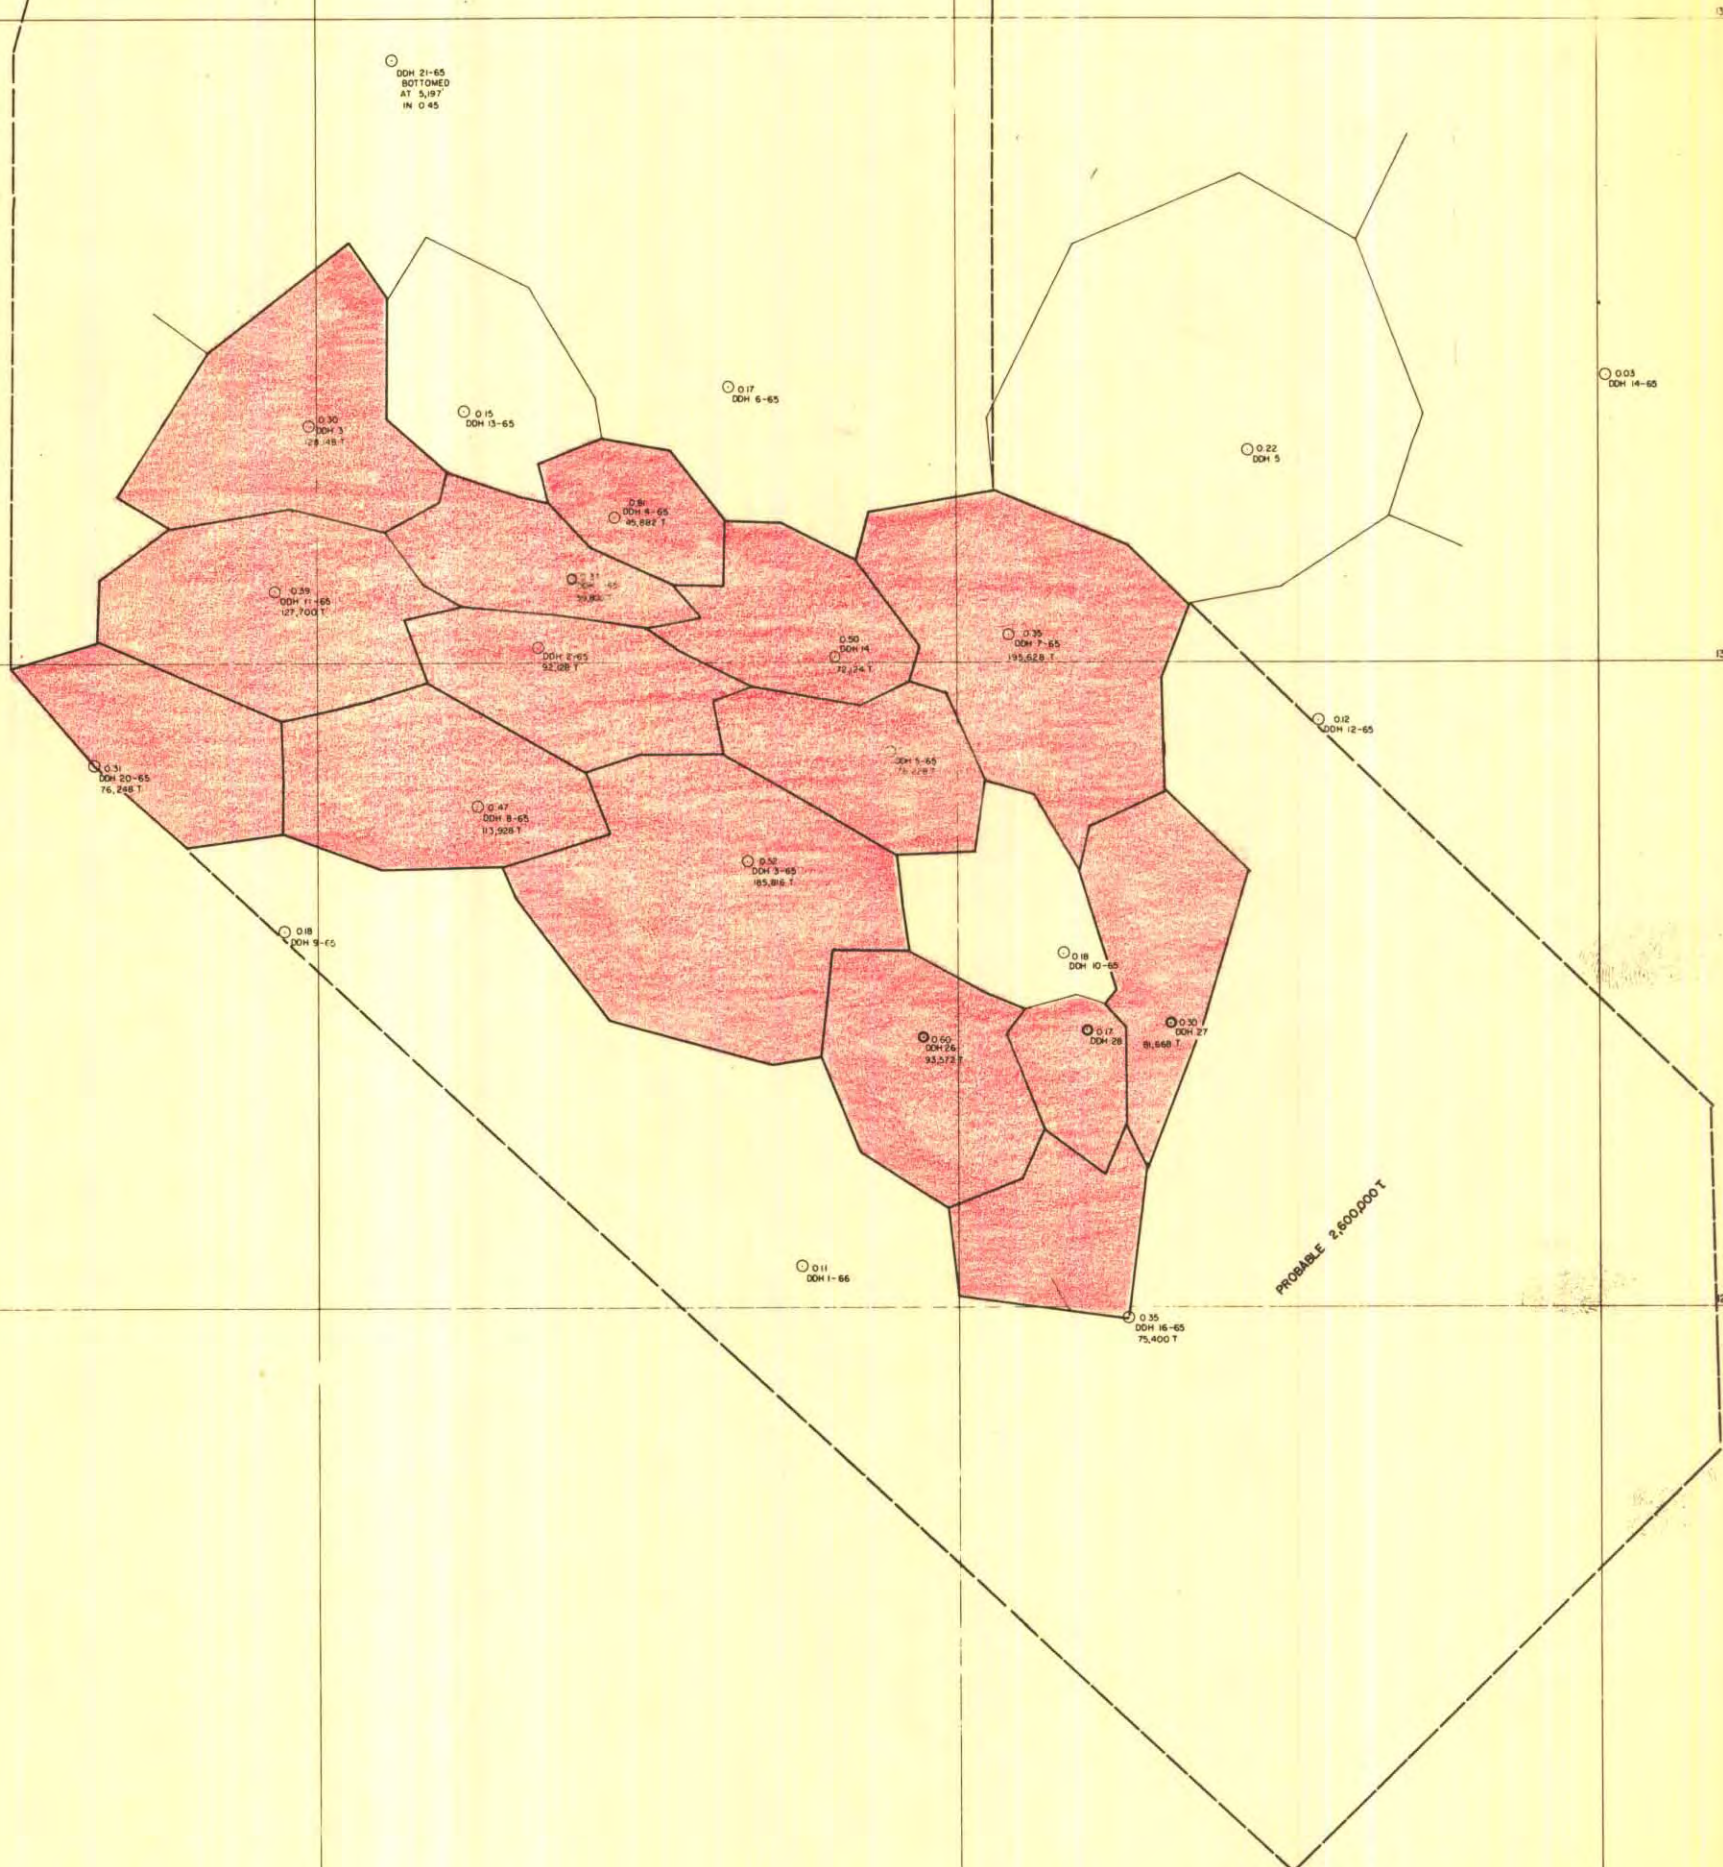 13
DDH 21-65
BOTTOMED
AT 5,197'
IN 0.45
0.03
DDH 14-65
0.17
DDH 6-65
0.15
DDH 13-65
0.30
DDH 3
0.22
DDH 5
0.81
DDH 4-65
45,882 T
0.39
DDH 11-65
127,700 T
DDH 2-65
92,128 T
0.50
DDH 14
0.35
DDH 7-65
195,628 T
13
0.12
DDH 12-65
0.31
DDH 20-65
76,248 T
DDH 5-65
0.47
DDH 8-65
113,928 T
0.52
DDH 3-65
185,816 T
0.18
DDH 9-65
0.18
DDH 10-65
0.60
DDH 26
93,572 T
0.17
DDH 28
0.30
DDH 27
81,668 T
0.11
DDH 1-66
PROBABLE 2,600,000 T
0.35
DDH 16-65
75,400 T